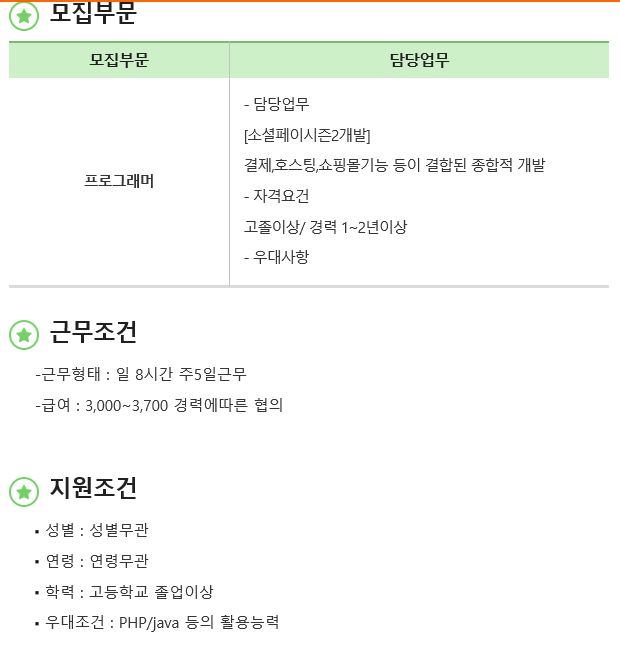 모집부문
모집부문 담당업무
- 담당업무
[소셜페이시즌2개발]
결제,호스팅,쇼핑몰기능 등이 결합된 종합적 개발
프로그래머
- 자격요건
고졸이상/ 경력 1~2년이상
- 우대사항
근무조건
-근무형태 : 일 8시간 주5일근무
-급여 : 3,000~3,700 경력에따른 협의
지원조건
▪ 성별 : 성별무관
▪ 연령 : 연령무관
▪ 학력 : 고등학교 졸업이상
▪ 우대조건 : PHP/java 등의 활용능력